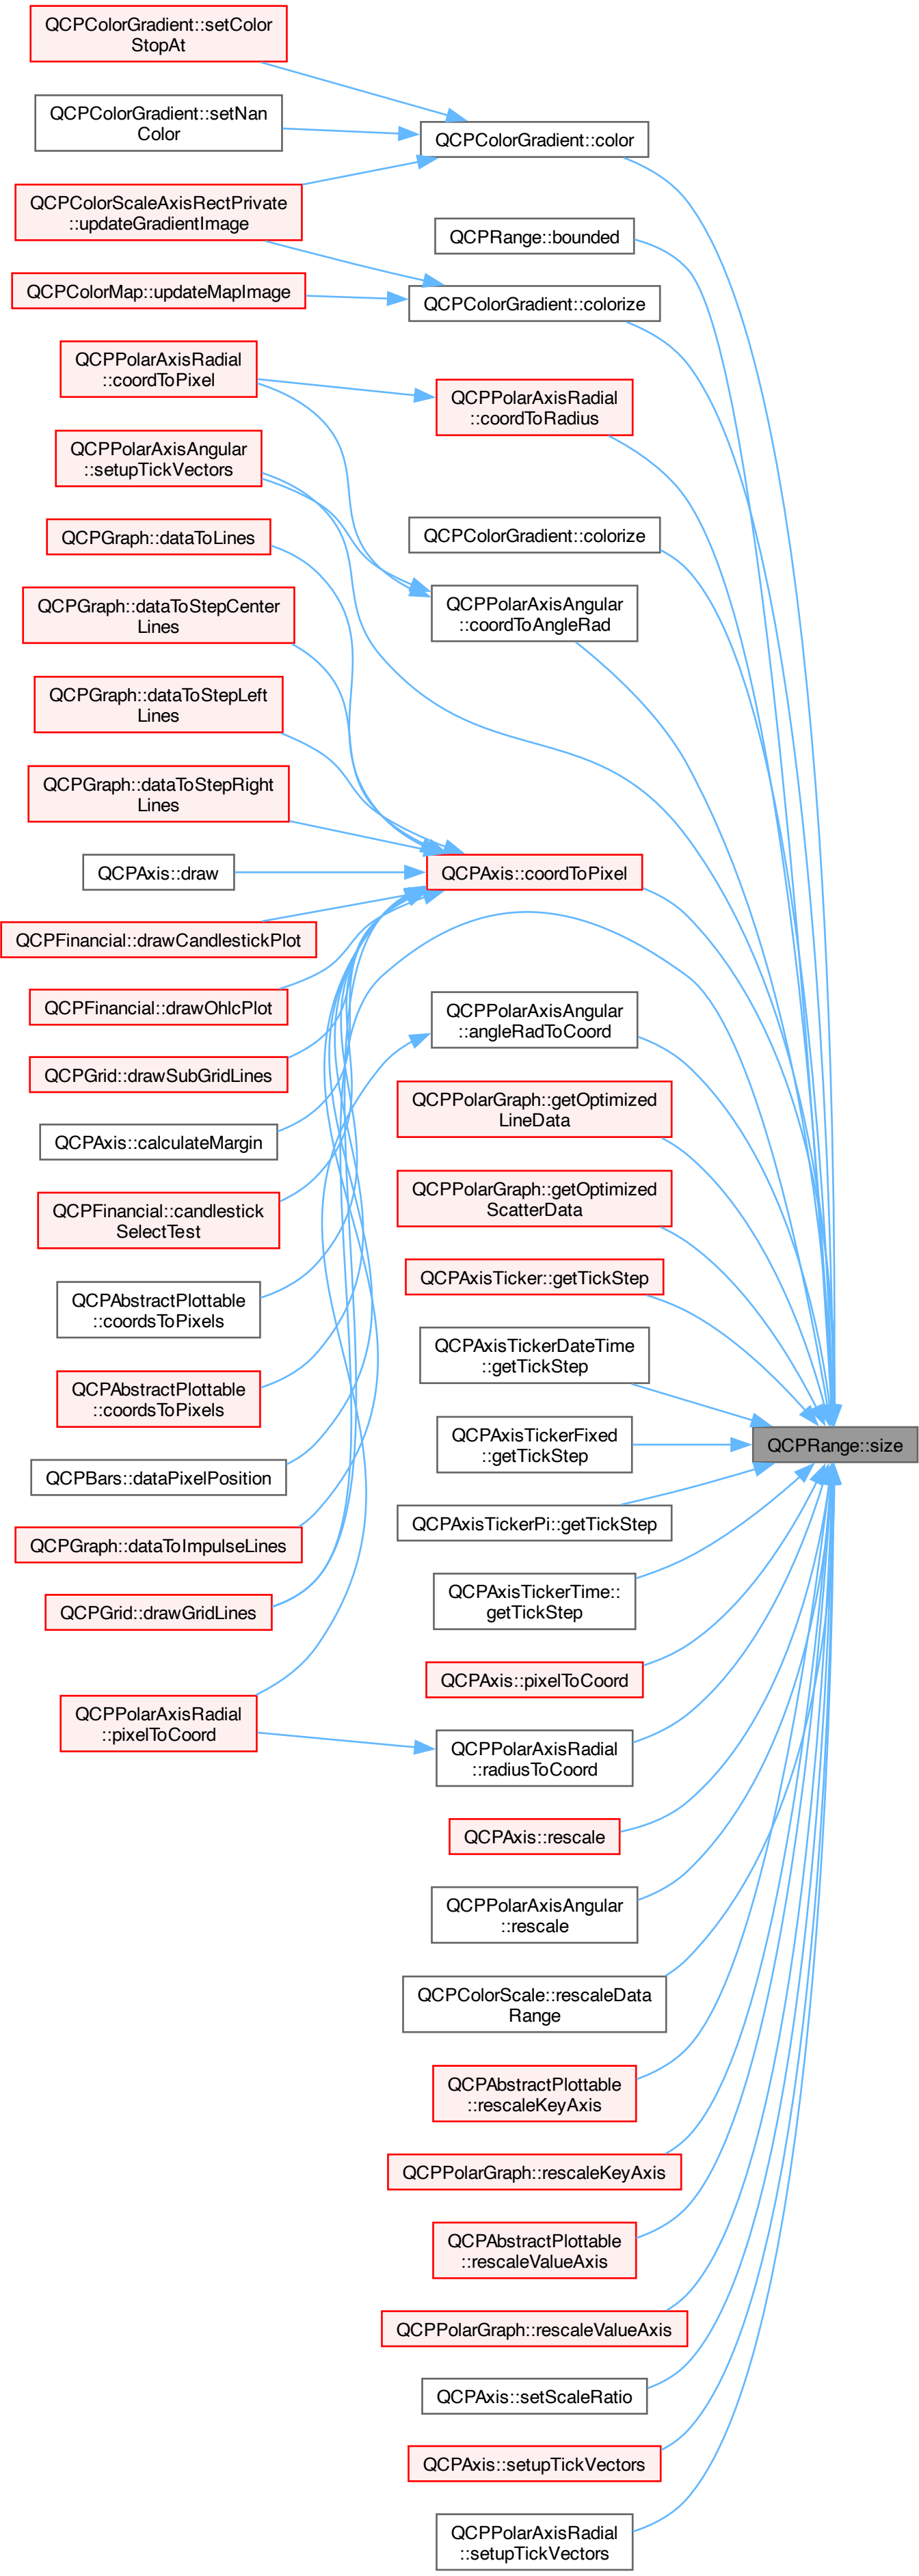 QCPColorGradient::setColor
StopAt
QCPColorGradient::setNan
Color
QCPColorGradient::color
QCPColorScaleAxisRectPrivate
::updateGradientImage
QCPRange::bounded
QCPColorMap::updateMapImage
QCPColorGradient::colorize
QCPPolarAxisRadial
::coordToPixel
QCPPolarAxisRadial
::coordToRadius
QCPPolarAxisAngular
::setupTickVectors
QCPGraph::dataToLines
QCPColorGradient::colorize
QCPGraph::dataToStepCenter
Lines
QCPPolarAxisAngular
::coordToAngleRad
QCPGraph::dataToStepLeft
Lines
QCPGraph::dataToStepRight
Lines
QCPAxis::draw
QCPAxis::coordToPixel
QCPFinancial::drawCandlestickPlot
QCPFinancial::drawOhlcPlot
QCPPolarAxisAngular
::angleRadToCoord
QCPGrid::drawSubGridLines
QCPPolarGraph::getOptimized
LineData
QCPAxis::calculateMargin
QCPFinancial::candlestick
SelectTest
QCPPolarGraph::getOptimized
ScatterData
QCPAxisTicker::getTickStep
QCPAbstractPlottable
::coordsToPixels
QCPAxisTickerDateTime
::getTickStep
QCPAbstractPlottable
::coordsToPixels
QCPAxisTickerFixed
::getTickStep
QCPRange::size
QCPBars::dataPixelPosition
QCPAxisTickerPi::getTickStep
QCPGraph::dataToImpulseLines
QCPAxisTickerTime::
getTickStep
QCPGrid::drawGridLines
QCPAxis::pixelToCoord
QCPPolarAxisRadial
::pixelToCoord
QCPPolarAxisRadial
::radiusToCoord
QCPAxis::rescale
QCPPolarAxisAngular
::rescale
QCPColorScale::rescaleData
Range
QCPAbstractPlottable
::rescaleKeyAxis
QCPPolarGraph::rescaleKeyAxis
QCPAbstractPlottable
::rescaleValueAxis
QCPPolarGraph::rescaleValueAxis
QCPAxis::setScaleRatio
QCPAxis::setupTickVectors
QCPPolarAxisRadial
::setupTickVectors